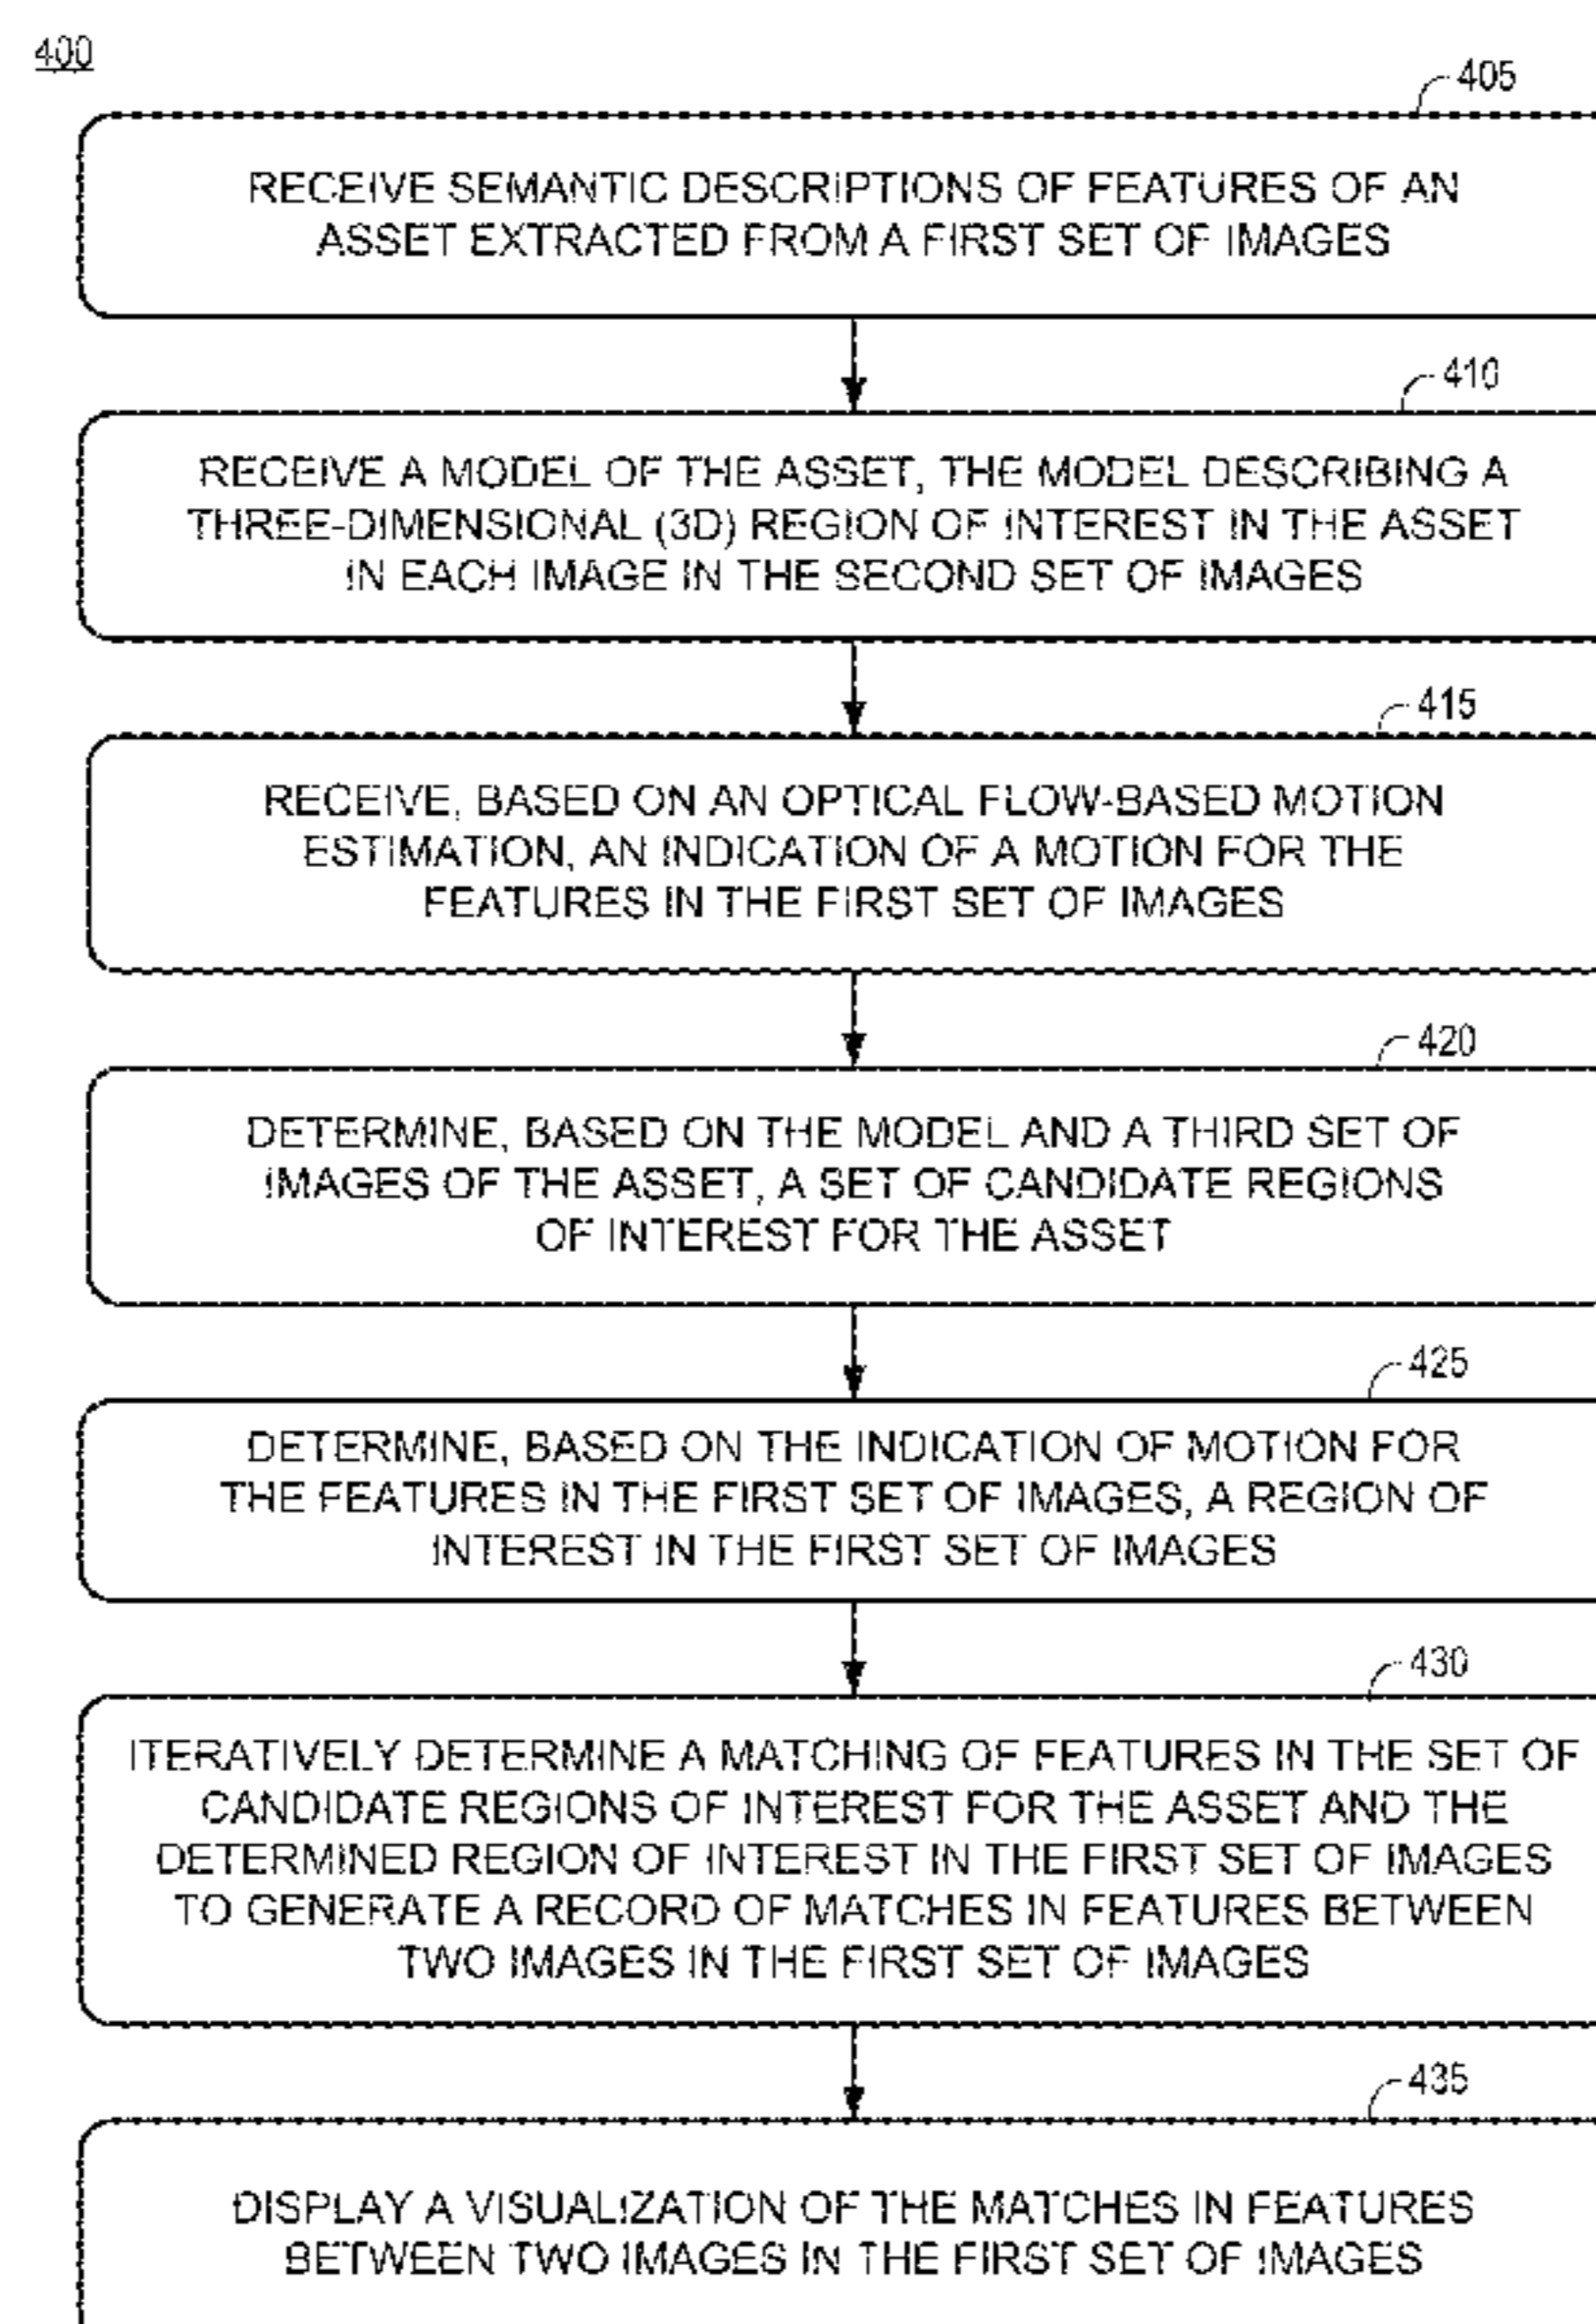 400
405
RECEIVE SEMANTIC DESCRIPTIONS OF FEATURES OF AN
ASSET EXTRACTED FROM A FIRST SET OF IMAGES
410
RECEIVE A MODEL OF THE ASSET, THE MODEL DESCRIBING A
THREE-DIMENSIONAL (3D) REGION OF INTEREST IN THE ASSET
IN EACH IMAGE IN THE SECOND SET OF IMAGES
415
RECEIVE, BASED ON AN OPTICAL FLOW-BASED MOTION
ESTIMATION, AN INDICATION OF A MOTION FOR THE
FEATURES IN THE FIRST SET OF IMAGES
420
DETERMINE, BASED ON THE MODEL AND A THIRD SET OF
IMAGES OF THE ASSET, A SET OF CANDIDATE REGIONS
OF INTEREST FOR THE ASSET
425
DETERMINE, BASED ON THE INDICATION OF MOTION FOR
THE FEATURES IN THE FIRST SET OF IMAGES, A REGION OF
INTEREST IN THE FIRST SET OF IMAGES
430
ITERATIVELY DETERMINE A MATCHING OF FEATURES IN THE SET OF
CANDIDATE REGIONS OF INTEREST FOR THE ASSET AND THE
DETERMINED REGION OF INTEREST IN THE FIRST SET OF IMAGES
TO GENERATE A RECORD OF MATCHES IN FEATURES BETWEEN
TWO IMAGES IN THE FIRST SET OF IMAGES
435
DISPLAY A VISUALIZATION OF THE MATCHES IN FEATURES
BETWEEN TWO IMAGES IN THE FIRST SET OF IMAGES